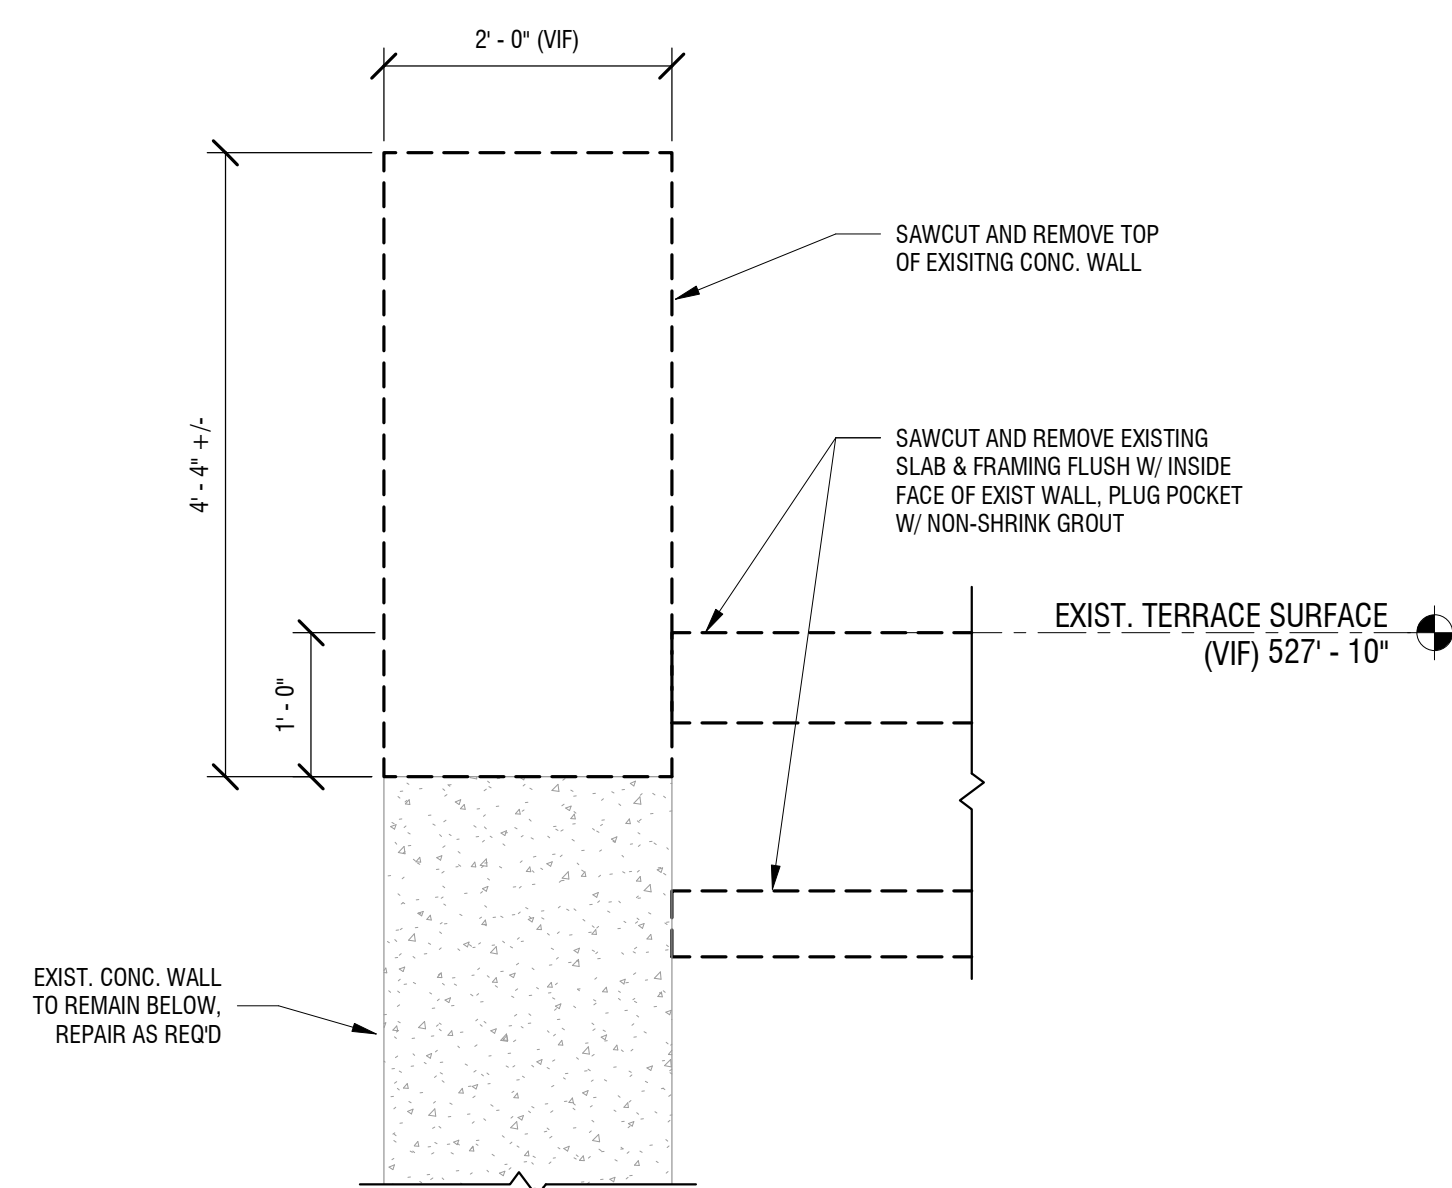 2' - 0" (VIF)
SAWCUT AND REMOVE TOP
OF EXISITNG CONC. WALL
4' - 4" +/-
SAWCUT AND REMOVE EXISTING
SLAB & FRAMING FLUSH W/ INSIDE
FACE OF EXIST WALL, PLUG POCKET
W/ NON-SHRINK GROUT
EXIST. TERRACE SURFACE
(VIF) 527' - 10"
1' - 0"
EXIST. CONC. WALL
TO REMAIN BELOW,
REPAIR AS REQ'D